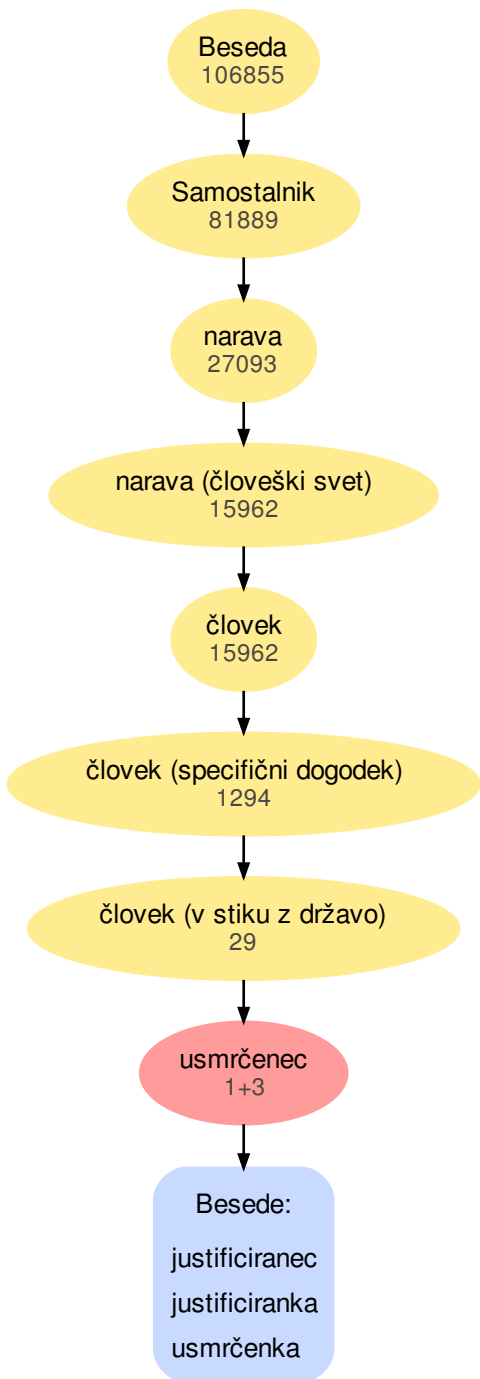 Beseda
106855
Samostalnik
81889
narava
27093
narava (človeški svet)
15962
človek
15962
človek (specifični dogodek)
1294
človek (v stiku z državo)
29
usmrčenec
1+3
Besede:
justificiranec
justificiranka
usmrčenka